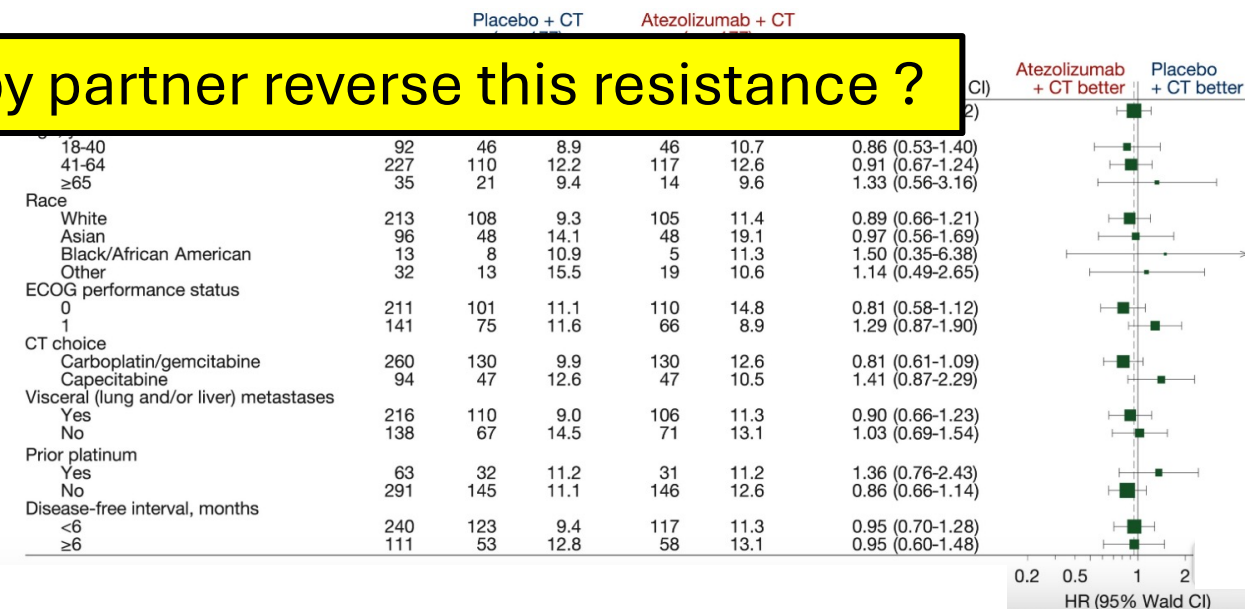 Placebo + CT Atezolizumab + CT
partner reverse this resistance ?
Atezolizumab + CT better Placebo + CT better
CI)
2)
18-40 92 46 8.9 46 10.7 0.86 (0.53-1.40)
41-64 227 110 12.2 117 12.6 0.91 (0.67-1.24)
≥65 35 21 9.4 14 9.6 1.33 (0.56-3.16)
Race
White 213 108 9.3 105 11.4 0.89 (0.66-1.21)
Asian 96 48 14.1 48 19.1 0.97 (0.56-1.69)
Black/African American 13 8 10.9 5 11.3 1.50 (0.35-6.38)
Other 32 13 15.5 19 10.6 1.14 (0.49-2.65)
ECOG performance status
0 211 101 11.1 110 14.8 0.81 (0.58-1.12)
1 141 75 11.6 66 8.9 1.29 (0.87-1.90)
CT choice
Carboplatin/gemcitabine 260 130 9.9 130 12.6 0.81 (0.61-1.09)
Capecitabine 94 47 12.6 47 10.5 1.41 (0.87-2.29)
Visceral (lung and/or liver) metastases
Yes 216 110 9.0 106 11.3 0.90 (0.66-1.23)
No 138 67 14.5 71 13.1 1.03 (0.69-1.54)
Prior platinum
Yes 63 32 11.2 31 11.2 1.36 (0.76-2.43)
No 291 145 11.1 146 12.6 0.86 (0.66-1.14)
Disease-free interval, months
<6 240 123 9.4 117 11.3 0.95 (0.70-1.28)
≥6 111 53 12.8 58 13.1 0.95 (0.60-1.48)
0.2 0.5 1 2
HR (95% Wald CI)